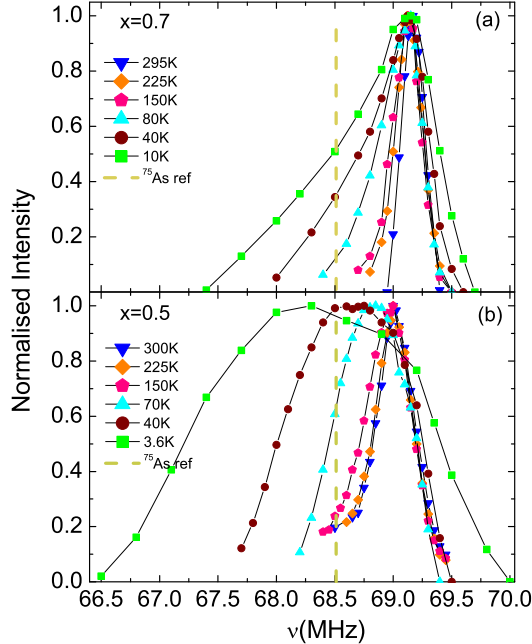 x=0.7
(a)
295K
225K
150K
80K
40K
10K
⁷⁵As ref
1.0
0.8
0.6
0.4
0.2
Normalised Intensity
x=0.5
(b)
300K
225K
150K
70K
40K
3.6K
⁷⁵As ref
1.0
0.8
0.6
0.4
0.2
0.0
66.5 67.0 67.5 68.0 68.5 69.0 69.5 70.0
ν(MHz)